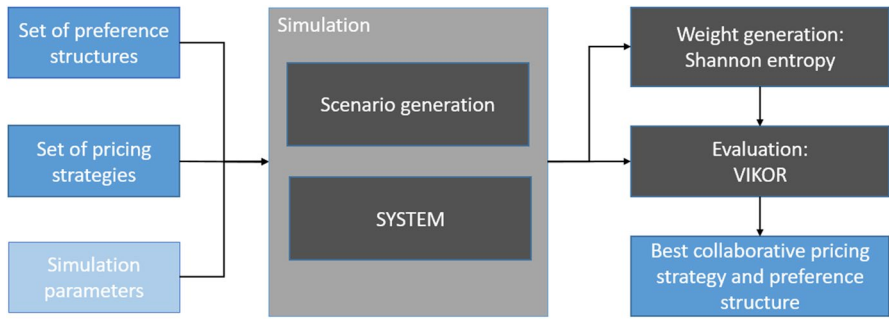 Set of preference
structures
Set of pricing
strategies
Simulation
parameters
Simulation
Scenario generation
SYSTEM
Weight generation:
Shannon entropy
Evaluation:
VIKOR
Best collaborative pricing
strategy and preference
structure